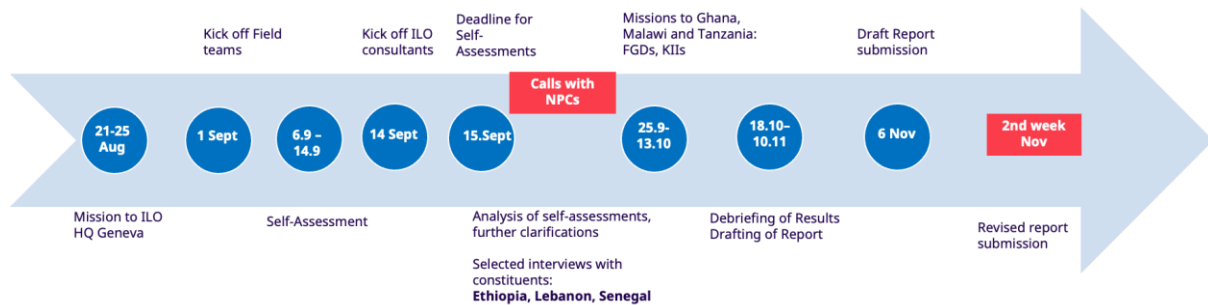 Kick off Field
teams
Kick off ILO
consultants
Deadline for
Self-
Assessments
Missions to Ghana,
Malawi and Tanzania:
FGDs, KIIs
Draft Report
submission
Calls with
NPCs
21-25
Aug
1 Sept
6.9 –
14.9
14 Sept
15.Sept
25.9-
13.10
18.10–
10.11
6 Nov
2nd week
Nov
Mission to ILO
HQ Geneva
Self-Assessment
Analysis of self-assessments,
further clarifications
Selected interviews with
constituents:
Ethiopia, Lebanon, Senegal
Debriefing of Results
Drafting of Report
Revised report
submission